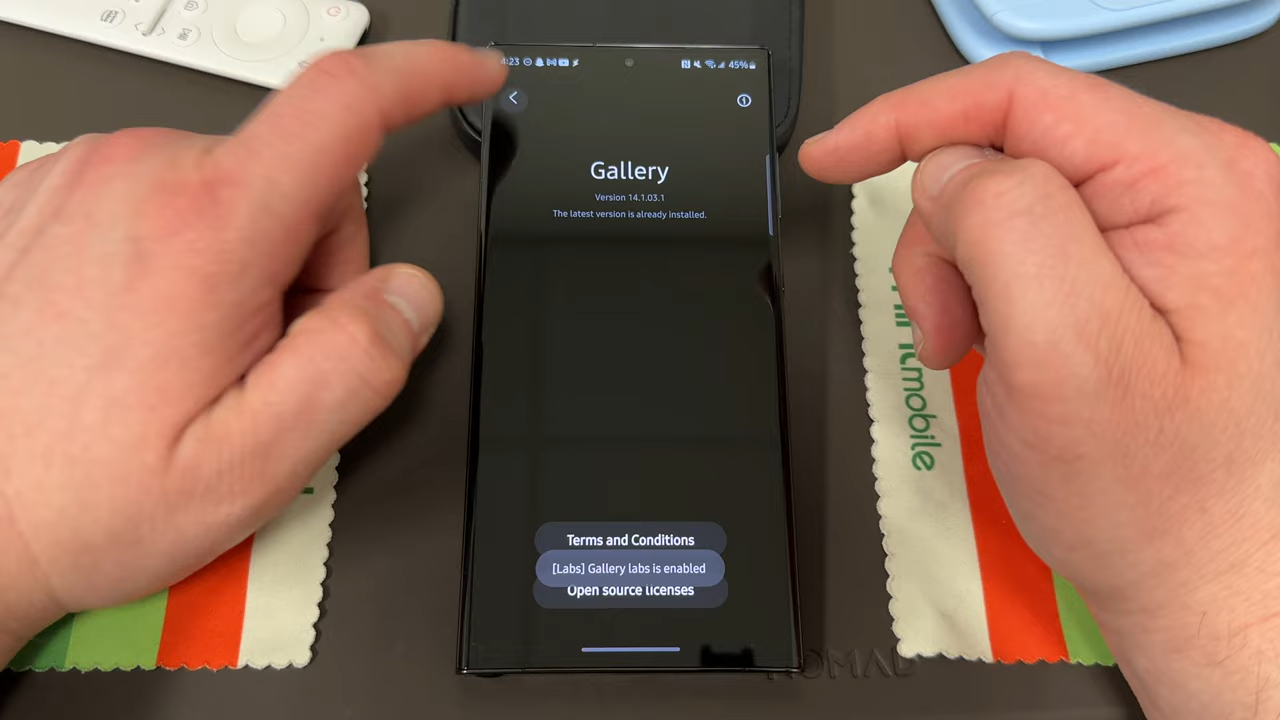 :23
45%
Gallery
Version 14.1.03.1
The latest version is already installed.
Terms and Conditions
[Labs] Gallery labs is enabled
Open source licenses
mobile
NOMAD